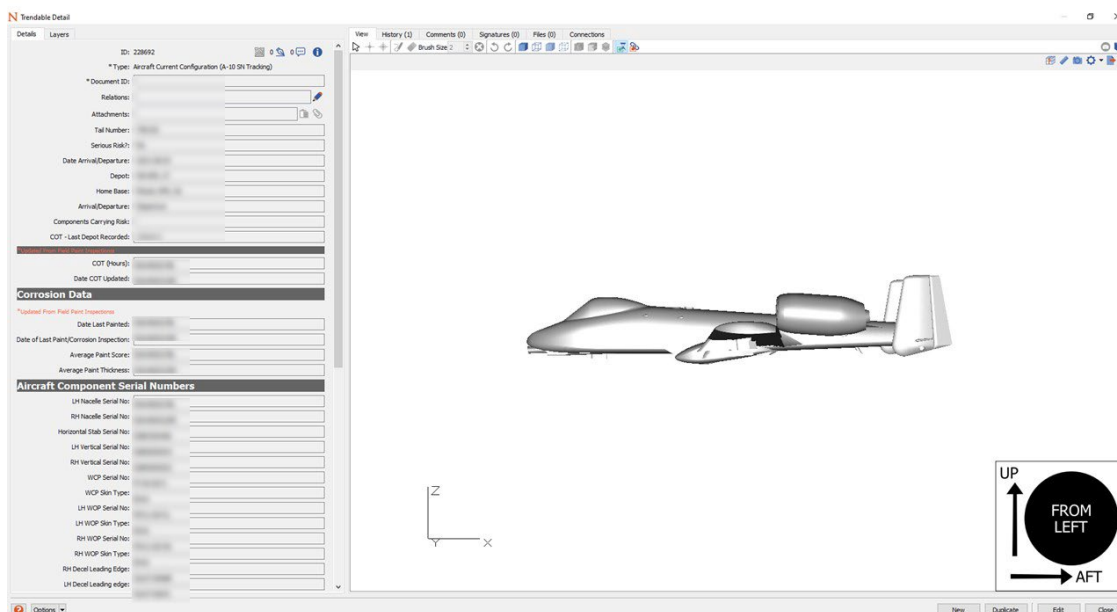 Trendable Detail
Details Layers
ID: 228692 0 0
* Type: Aircraft Current Configuration (A-10 SN Tracking)
* Document ID:
Relations:
Attachments:
Tail Number:
Serious Risk?:
Date Arrival/Departure:
Depot:
Home Base:
Arrival/Departure:
Components Carrying Risk:
COT - Last Depot Recorded:
*Updated From Field Paint Inspections
COT (Hours):
Date COT Updated:
Corrosion Data
*Updated From Field Paint Inspections
Date Last Painted:
Date of Last Paint/Corrosion Inspection:
Average Paint Score:
Average Paint Thickness:
Aircraft Component Serial Numbers
LH Nacelle Serial No:
RH Nacelle Serial No:
Horizontal Stab Serial No:
LH Vertical Serial No:
RH Vertical Serial No:
WCP Serial No:
WCP Skin Type:
LH WOP Serial No:
LH WOP Skin Type:
RH WOP Serial No:
RH WOP Skin Type:
RH Decel Leading Edge:
LH Decel Leading edge:
Options
View History (1) Comments (0) Signatures (0) Files (0) Connections
Brush Size 2
Z
Y X
UP
FROM
LEFT
AFT
New Duplicate Edit Close